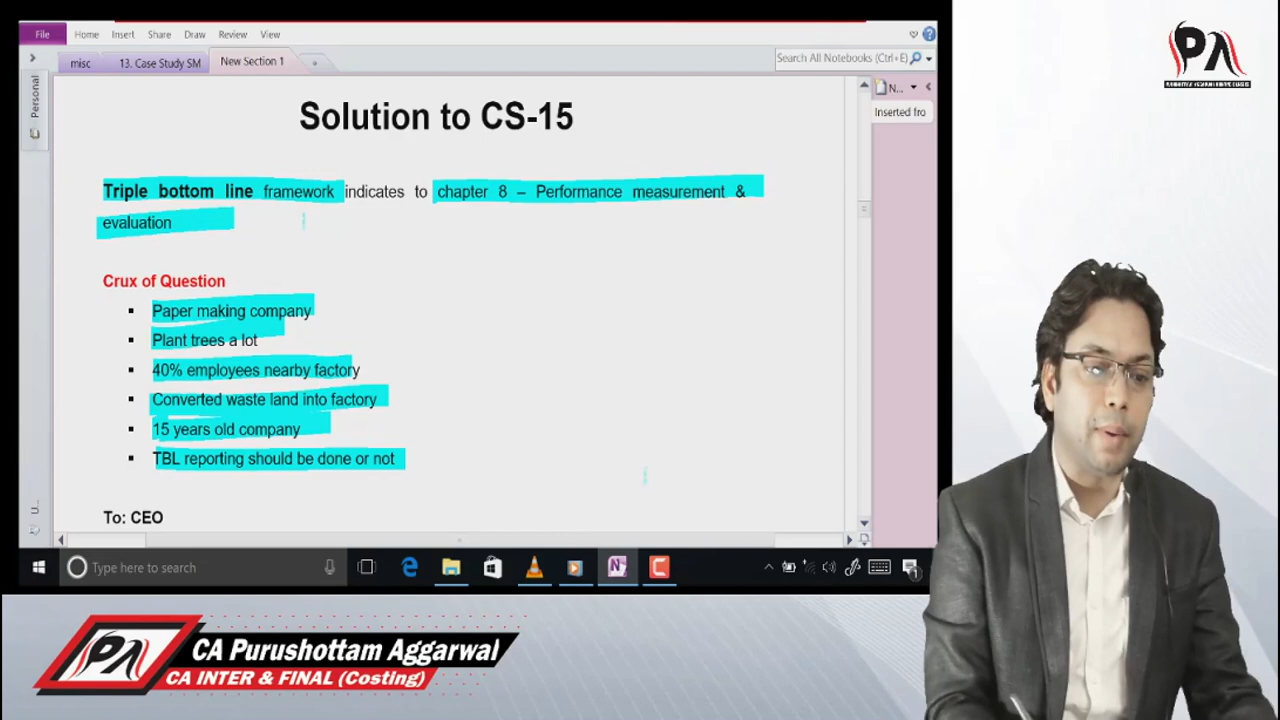 File
Home
Insert
Share
Draw
Review
View
misc
13. Case Study SM
New Section 1
Search All Notebooks (Ctrl+E)
Personal
N...
Inserted fro
Solution to CS-15
Triple bottom line framework indicates to chapter 8 – Performance measurement &
evaluation
Crux of Question
▪ Paper making company
▪ Plant trees a lot
▪ 40% employees nearby factory
▪ Converted waste land into factory
▪ 15 years old company
▪ TBL reporting should be done or not
To: CEO
U...
Type here to search
1
PA
PA
CA Purushottam Aggarwal
CA INTER & FINAL (Costing)